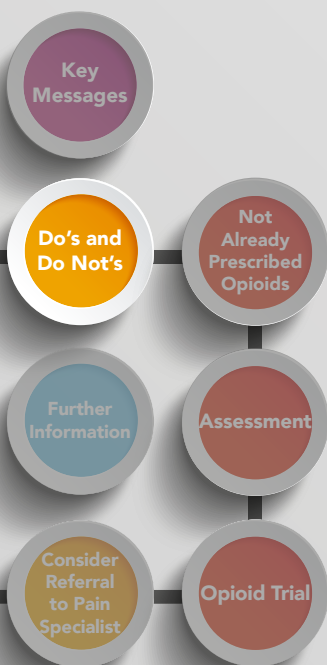 Key
Messages
Do's and
Do Not's
Not
Already
Prescribed
Opioids
Further
Information
Assessment
Consider
Referral
to Pain
Specialist
Opioid Trial